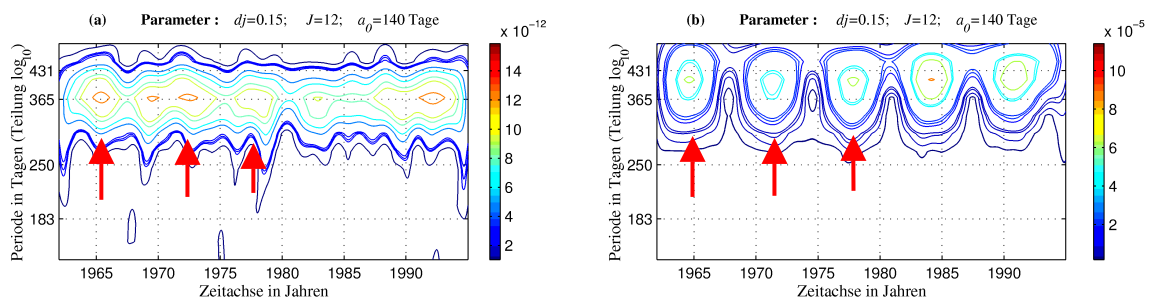 (a) Parameter : dj=0.15; J=12; a0=140 Tage
x 10-12
Periode in Tagen (Teilung log10)
431
365
250
183
14
12
10
8
6
4
2
1965 1970 1975 1980 1985 1990
Zeitachse in Jahren
(b) Parameter : dj=0.15; J=12; a0=140 Tage
x 10-5
Periode in Tagen (Teilung log10)
431
365
250
183
10
8
6
4
2
1965 1970 1975 1980 1985 1990
Zeitachse in Jahren